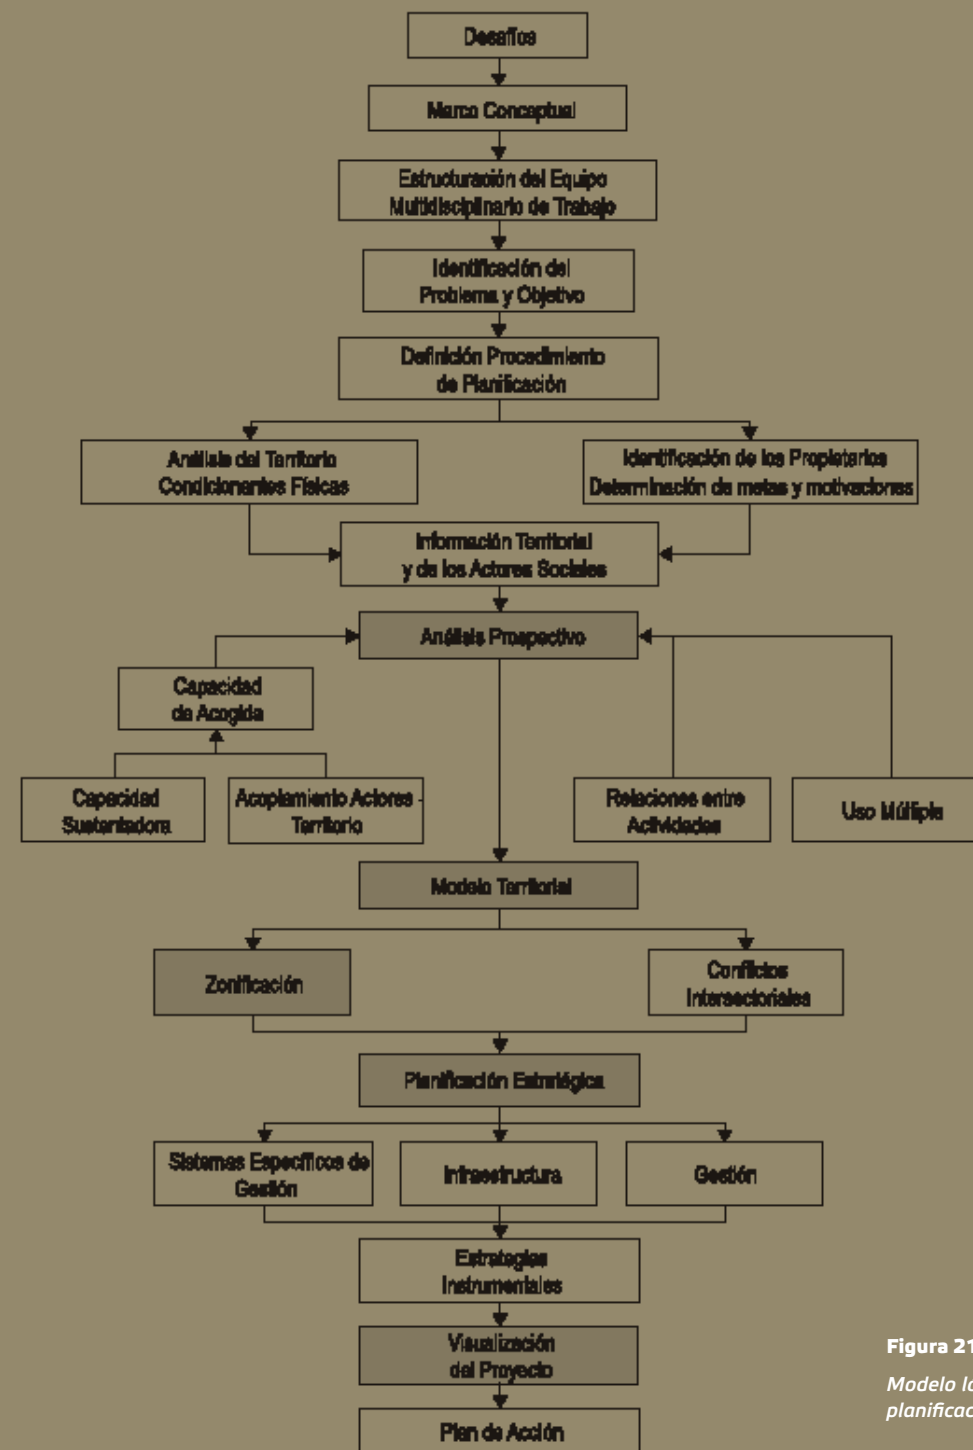 Desafíos
Marco Conceptual
Estructuración del Equipo
Multidisciplinario de Trabajo
Identificación del
Problema y Objetivo
Definición Procedimiento
de Planificación
Análisis del Territorio
Condicionantes Físicas
Identificación de los Propietarios
Determinación de metas y motivaciones
Información Territorial
y de los Actores Sociales
Análisis Prospectivo
Capacidad
de Acogida
Capacidad
Sustentadora
Acoplamiento Actores -
Territorio
Relaciones entre
Actividades
Uso Múltiple
Modelo Territorial
Zonificación
Conflictos
Intersectoriales
Planificación Estratégica
Sistemas Específicos de
Gestión
Infraestructura
Gestión
Estrategias
Instrumentales
Visualización
del Proyecto
Plan de Acción
Figura 21
Modelo